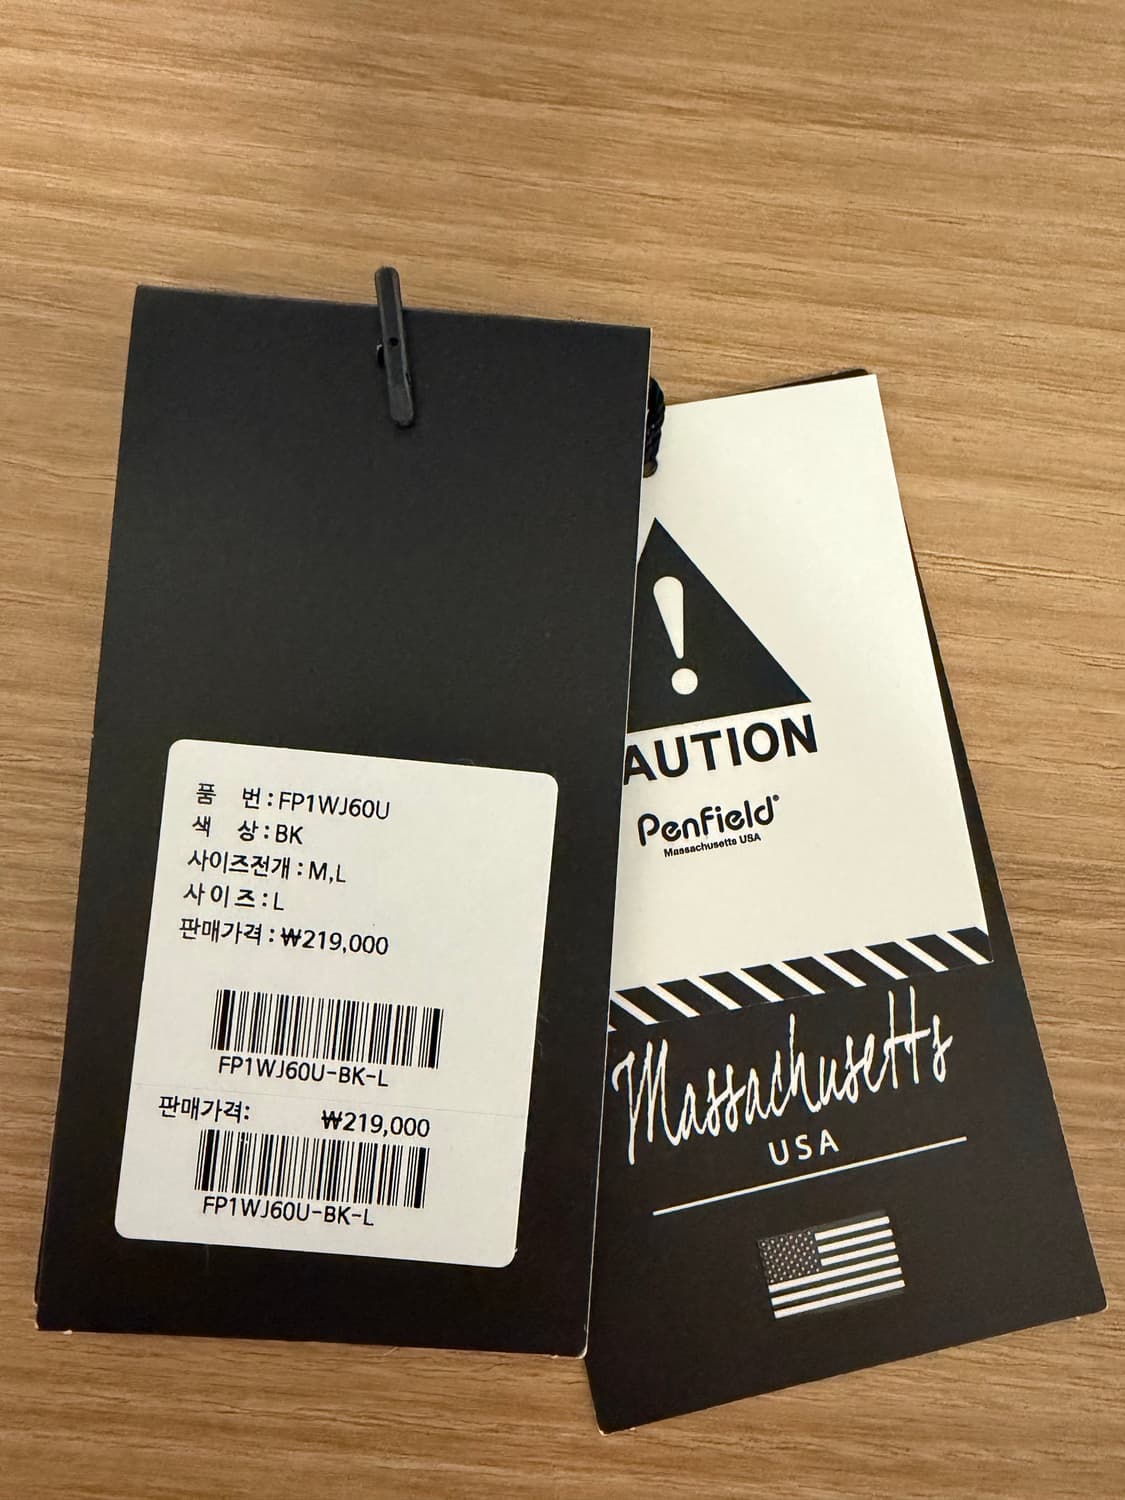 품 번 : FP1WJ60U
색 상 : BK
사이즈전개 : M,L
사 이 즈 : L
판매가격 : ₩219,000
FP1WJ60U-BK-L
판매가격: ₩219,000
FP1WJ60U-BK-L
!
AUTION
Penfield®
Massachusetts USA
Massachusetts
USA